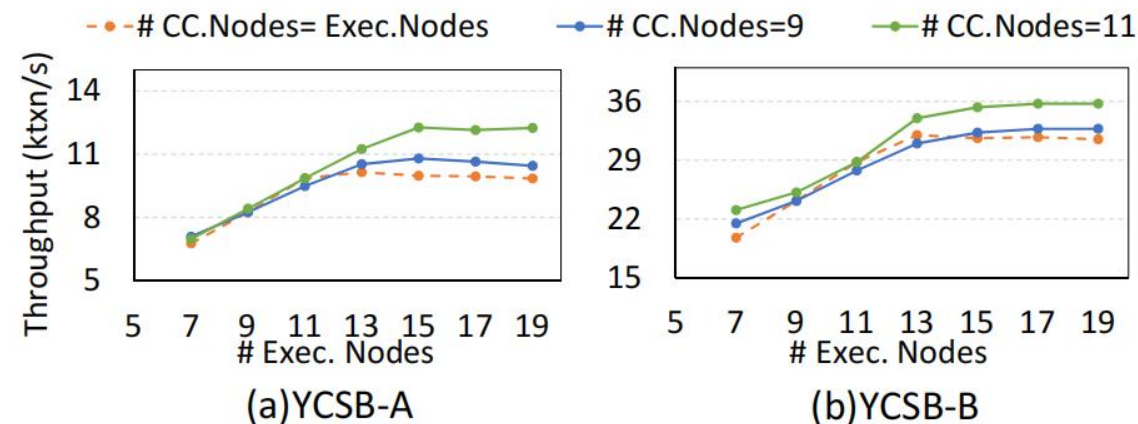 # CC.Nodes= Exec.Nodes # CC.Nodes=9 # CC.Nodes=11
Throughput (ktxn/s)
14
11
8
5
5 7 9 11 13 15 17 19
# Exec. Nodes
(a)YCSB-A
36
29
22
15
5 7 9 11 13 15 17 19
# Exec. Nodes
(b)YCSB-B